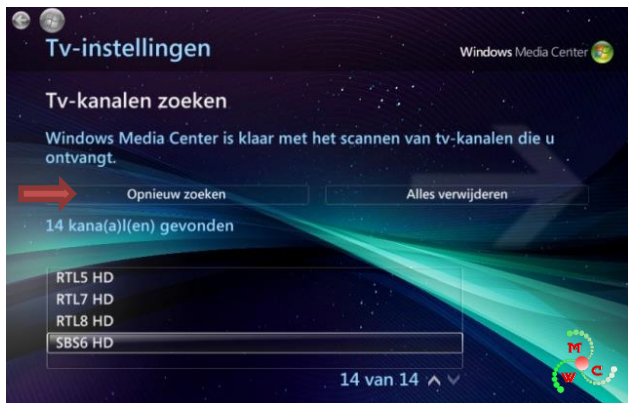 Tv-instellingen
Windows Media Center
Tv-kanalen zoeken
Windows Media Center is klaar met het scannen van tv-kanalen die u
ontvangt.
Opnieuw zoeken
Alles verwijderen
14 kana(a)l(en) gevonden
RTL5 HD
RTL7 HD
RTL8 HD
SBS6 HD
14 van 14
M
W C